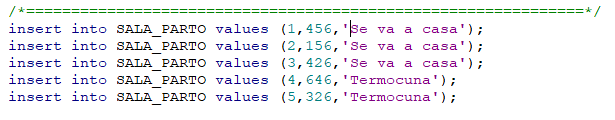 /*==============================================================*/
insert into SALA_PARTO values (1,456,'Se va a casa');
insert into SALA_PARTO values (2,156,'Se va a casa');
insert into SALA_PARTO values (3,426,'Se va a casa');
insert into SALA_PARTO values (4,646,'Termocuna');
insert into SALA_PARTO values (5,326,'Termocuna');